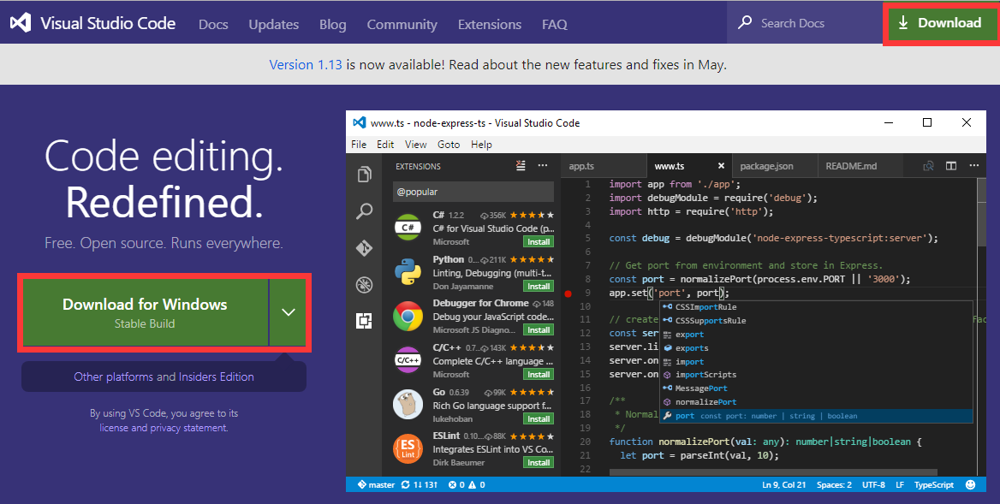 Visual Studio Code Docs Updates Blog Community Extensions FAQ Search Docs Download
Version 1.13 is now available! Read about the new features and fixes in May.
Code editing.
Redefined.
Free. Open source. Runs everywhere.
Download for Windows
Stable Build
Other platforms and Insiders Edition
By using VS Code, you agree to its
license and privacy statement.
www.ts - node-express-ts - Visual Studio Code
File Edit View Goto Help
EXTENSIONS
@popular
C# 1.2.2 356K
C# for Visual Studio Code (p...
Microsoft Install
Python 0... 211K
Linting, Debugging (multi-t...
Don Jayamanne Install
Debugger for Chrome 148
Debug your JavaScript code...
Microsoft JS Diagno... Install
C/C++ 0.7... 143K
Complete C/C++ language ...
Microsoft Install
Go 0.6.39 99K
Rich Go language support f...
lukehoban Install
ESLint 0.10... 88K
Integrates ESLint into VS Co...
Dirk Baeumer Install
C#
C/C++
ES
Lint
app.ts www.ts package.json README.md
1 import app from './app';
2 import debugModule = require('debug');
3 import http = require('http');
4
5 const debug = debugModule('node-express-typescript:server');
6
7 // Get port from environment and store in Express.
8 const port = normalizePort(process.env.PORT || '3000');
9 app.set('port', port);
10
11 // create
12 const ser
13 server.li
14 server.on
15 server.on
16
17 /**
18 * Normal
19 */
20 function normalizePort(val: any): number|string|boolean {
21 let port = parseInt(val, 10);
22
CSSImportRule
CSSSupportsRule
export
exports
import
importScripts
MessagePort
normalizePort
port const port: number | string | boolean
master 1↓ 13↑ 0 0 Ln 9, Col 21 Spaces: 2 UTF-8 LF TypeScript